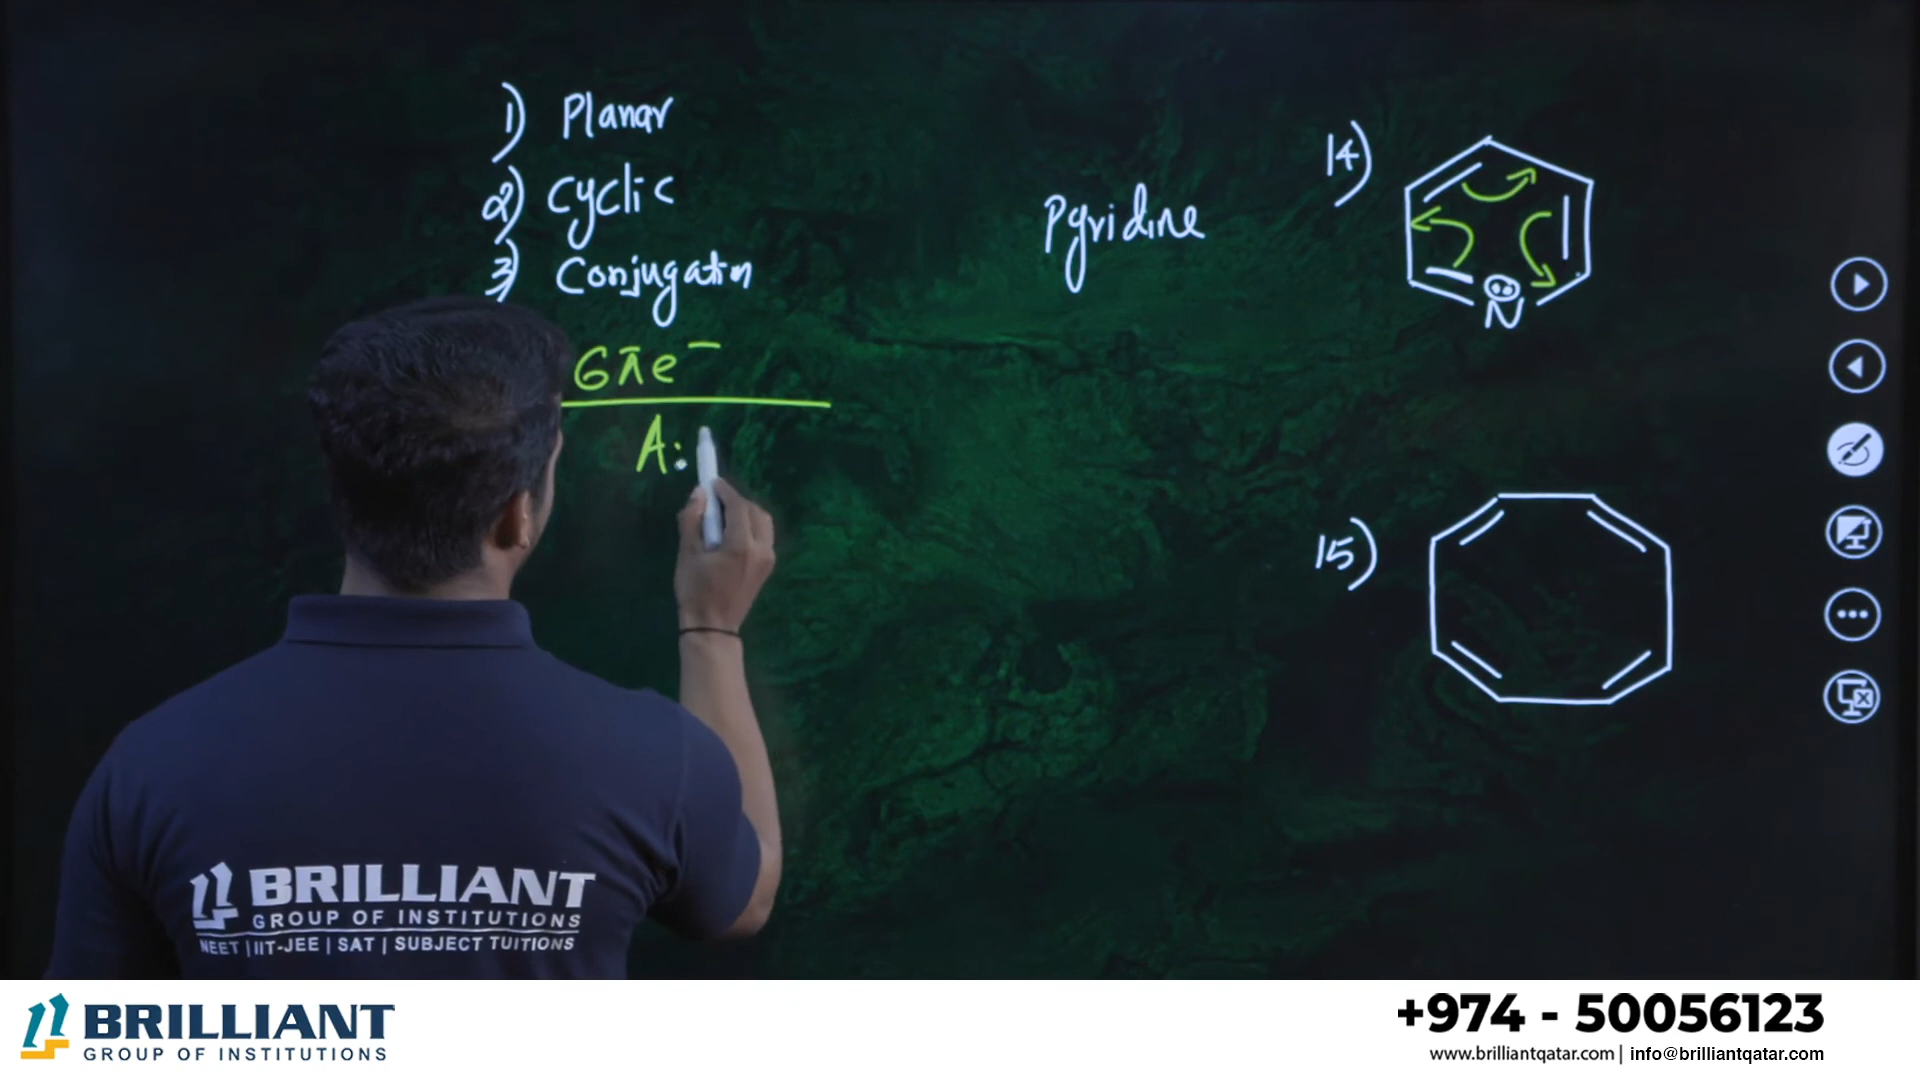 1) Planar
2) Cyclic
3) Conjugation
6πe⁻
A:
Pyridine
14)
N
15)
BRILLIANT
GROUP OF INSTITUTIONS
NEET | IIT-JEE | SAT | SUBJECT TUITIONS
BRILLIANT
GROUP OF INSTITUTIONS
+974 - 50056123
www.brilliantqatar.com | info@brilliantqatar.com